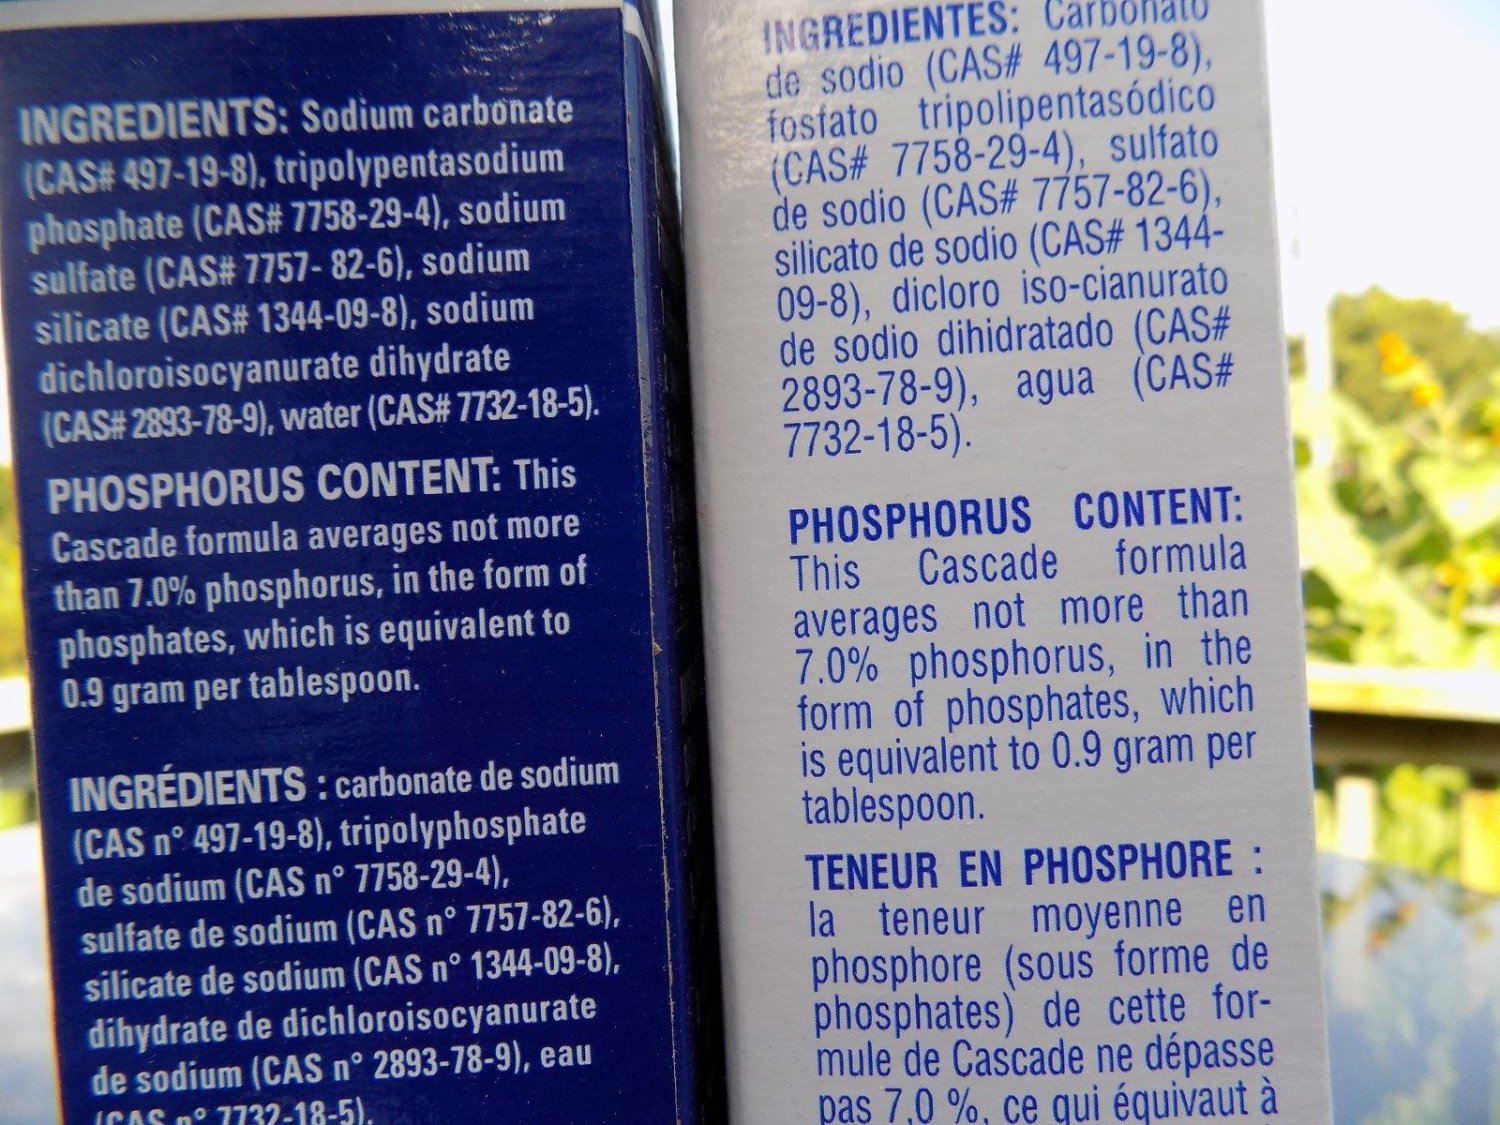 INGREDIENTS: Sodium carbonate
(CAS# 497-19-8), tripolypentasodium
phosphate (CAS# 7758-29-4), sodium
sulfate (CAS# 7757- 82-6), sodium
silicate (CAS# 1344-09-8), sodium
dichloroisocyanurate dihydrate
(CAS# 2893-78-9), water (CAS# 7732-18-5).
PHOSPHORUS CONTENT: This
Cascade formula averages not more
than 7.0% phosphorus, in the form of
phosphates, which is equivalent to
0.9 gram per tablespoon.
INGRÉDIENTS : carbonate de sodium
(CAS n° 497-19-8), tripolyphosphate
de sodium (CAS n° 7758-29-4),
sulfate de sodium (CAS n° 7757-82-6),
silicate de sodium (CAS n° 1344-09-8),
dihydrate de dichloroisocyanurate
de sodium (CAS n° 2893-78-9), eau
(CAS n° 7732-18-5).
INGREDIENTES: Carbonato
de sodio (CAS# 497-19-8),
fosfato tripolipentasódico
(CAS# 7758-29-4), sulfato
de sodio (CAS# 7757-82-6),
silicato de sodio (CAS# 1344-
09-8), dicloro iso-cianurato
de sodio dihidratado (CAS#
2893-78-9), agua (CAS#
7732-18-5).
PHOSPHORUS CONTENT:
This Cascade formula
averages not more than
7.0% phosphorus, in the
form of phosphates, which
is equivalent to 0.9 gram per
tablespoon.
TENEUR EN PHOSPHORE :
la teneur moyenne en
phosphore (sous forme de
phosphates) de cette for-
mule de Cascade ne dépasse
pas 7,0 %, ce qui équivaut à